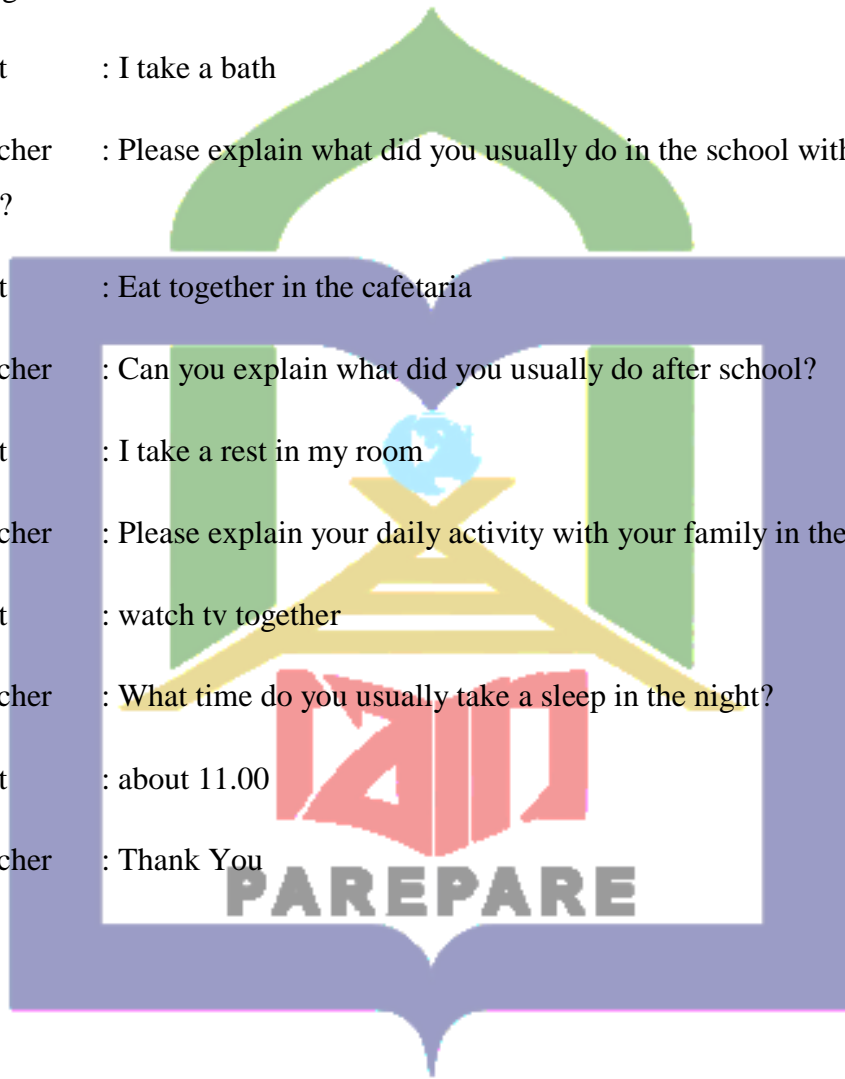 t : I take a bath
cher : Please explain what did you usually do in the school with
?
t : Eat together in the cafetaria
cher : Can you explain what did you usually do after school?
t : I take a rest in my room
cher : Please explain your daily activity with your family in the
t : watch tv together
cher : What time do you usually take a sleep in the night?
t : about 11.00
cher : Thank You
PAREPARE